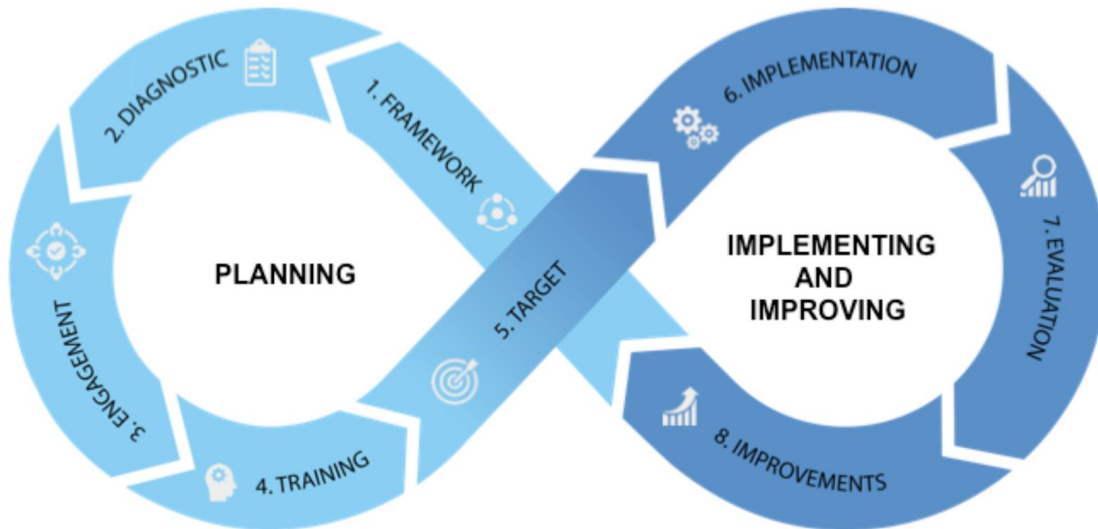 1. FRAMEWORK
2. DIAGNOSTIC
3. ENGAGEMENT
4. TRAINING
5. TARGET
6. IMPLEMENTATION
7. EVALUATION
8. IMPROVEMENTS
PLANNING
IMPLEMENTING
AND
IMPROVING